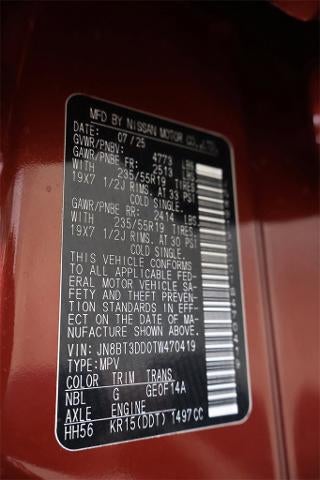 MFD BY NISSAN MOTOR CO.,LTD.
DATE: 07/25
GVWR/PNBV: 4773 LBS
GAWR/PNBE FR: 2513 LBS
WITH 235/55R19 TIRES,
19X7 1/2J RIMS, AT 33 PSI
COLD SINGLE.
GAWR/PNBE RR: 2414 LBS
WITH 235/55R19 TIRES,
19X7 1/2J RIMS, AT 30 PSI
COLD SINGLE.
THIS VEHICLE CONFORMS
TO ALL APPLICABLE FED-
ERAL MOTOR VEHICLE SA-
FETY AND THEFT PREVEN-
TION STANDARDS IN EFF-
ECT ON THE DATE OF MA-
NUFACTURE SHOWN ABOVE.
VIN: JN8BT3DD0TW470419
TYPE: MPV
COLOR TRIM TRANS
NBL G GE0F14A
AXLE ENGINE
HH56 KR15(DDT) 1497CC